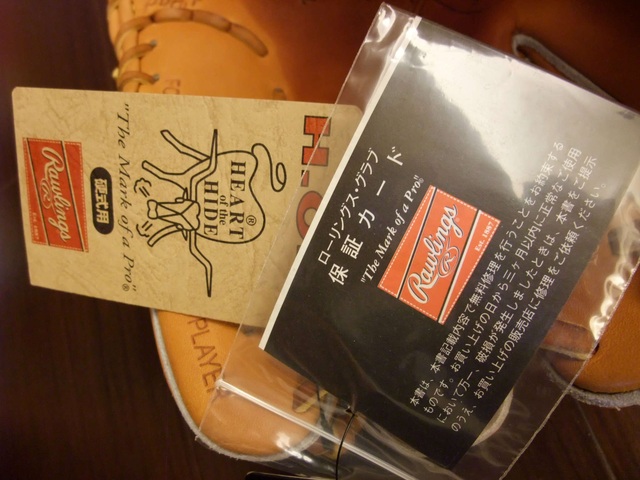 Rawlings
Est. 1887
"The Mark of a Pro"®
硬式用
HEART
of the
HIDE
®
H.O
PLAYER
ローリングス・グラブ
保証カード
"The Mark of a Pro"®
Rawlings
Est. 1887
本書は、本書記載内容で無料修理を行うことをお約束する
ものです。お買い上げの日から三ヶ月以内に正常なご使用
において万一、破損が発生しましたときは、本書をご提示
のうえ、お買い上げの販売店に修理をご依頼ください。